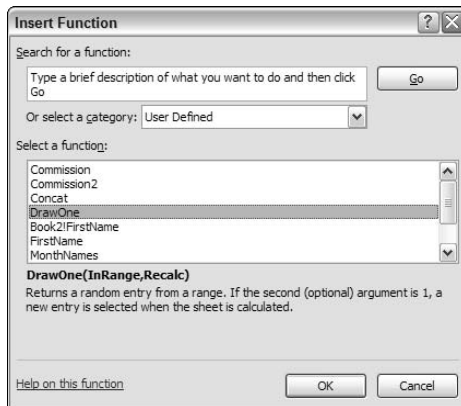 Insert Function
Search for a function:
Type a brief description of what you want to do and then click
Go
Go
Or select a category: User Defined
Select a function:
Commission
Commission2
Concat
DrawOne
Book2!FirstName
FirstName
MonthNames
DrawOne(InRange,Recalc)
Returns a random entry from a range. If the second (optional) argument is 1, a
new entry is selected when the sheet is calculated.
Help on this function
OK Cancel